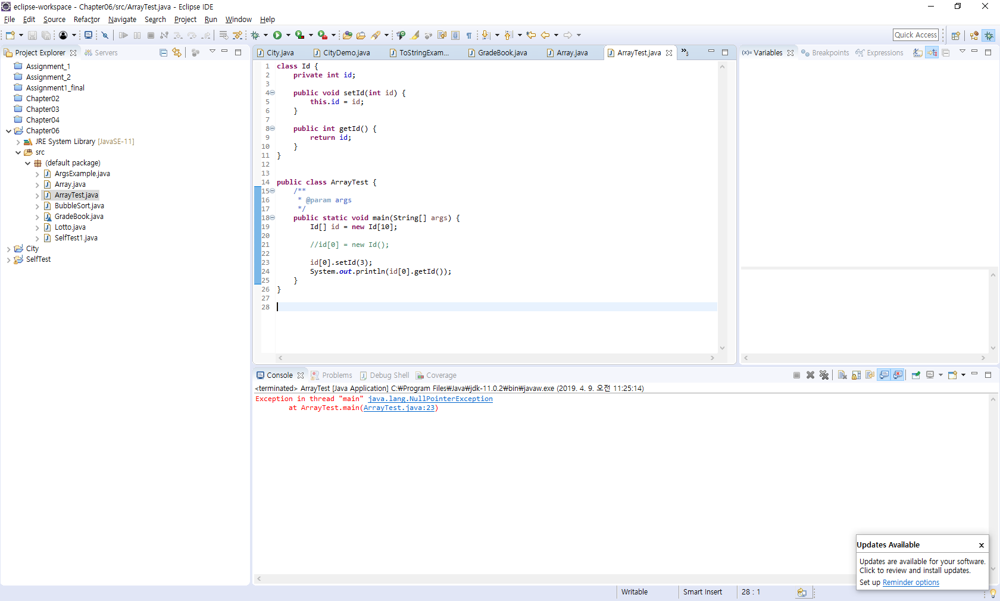 eclipse-workspace - Chapter06/src/ArrayTest.java - Eclipse IDE
File Edit Source Refactor Navigate Search Project Run Window Help
Quick Access
Project Explorer
Servers
Assignment_1
Assignment_2
Assignment1_final
Chapter02
Chapter03
Chapter04
Chapter06
JRE System Library [JavaSE-11]
src
(default package)
ArgsExample.java
Array.java
ArrayTest.java
BubbleSort.java
GradeBook.java
Lotto.java
SelfTest1.java
City
SelfTest
City.java CityDemo.java ToStringExam... GradeBook.java Array.java ArrayTest.java »3
1 class Id {
2 private int id;
3
4 public void setId(int id) {
5 this.id = id;
6 }
7
8 public int getId() {
9 return id;
10 }
11 }
12
13
14 public class ArrayTest {
15 /**
16 * @param args
17 */
18 public static void main(String[] args) {
19 Id[] id = new Id[10];
20
21 //id[0] = new Id();
22
23 id[0].setId(3);
24 System.out.println(id[0].getId());
25 }
26 }
27
28
(x)= Variables Breakpoints Expressions
Console Problems Debug Shell Coverage
<terminated> ArrayTest [Java Application] C:₩Program Files₩Java₩jdk-11.0.2₩bin₩javaw.exe (2019. 4. 9. 오전 11:25:14)
Exception in thread "main" java.lang.NullPointerException
at ArrayTest.main(ArrayTest.java:23)
Updates Available x
Updates are available for your software.
Click to review and install updates.
Set up Reminder options
Writable Smart Insert 28 : 1